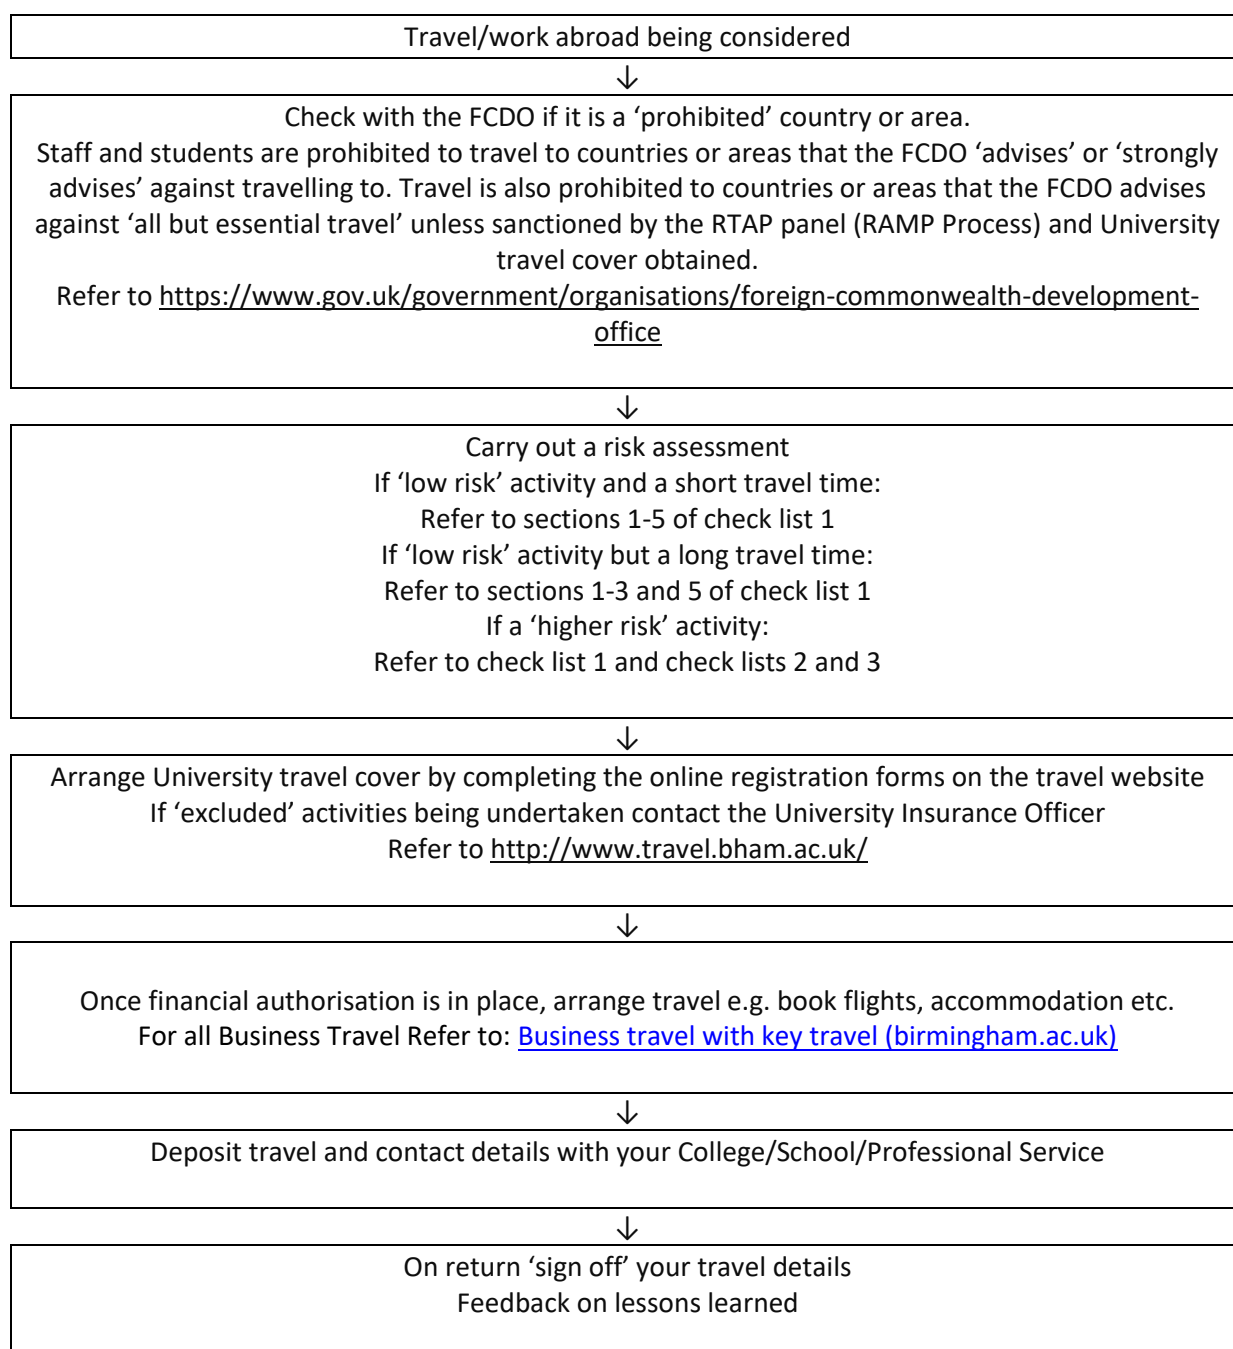 Travel/work abroad being considered
↓
Check with the FCDO if it is a ‘prohibited’ country or area.
Staff and students are prohibited to travel to countries or areas that the FCDO ‘advises’ or ‘strongly
advises’ against travelling to. Travel is also prohibited to countries or areas that the FCDO advises
against ‘all but essential travel’ unless sanctioned by the RTAP panel (RAMP Process) and University
travel cover obtained.
Refer to https://www.gov.uk/government/organisations/foreign-commonwealth-development-
office
↓
Carry out a risk assessment
If ‘low risk’ activity and a short travel time:
Refer to sections 1-5 of check list 1
If ‘low risk’ activity but a long travel time:
Refer to sections 1-3 and 5 of check list 1
If a ‘higher risk’ activity:
Refer to check list 1 and check lists 2 and 3
↓
Arrange University travel cover by completing the online registration forms on the travel website
If ‘excluded’ activities being undertaken contact the University Insurance Officer
Refer to http://www.travel.bham.ac.uk/
↓
Once financial authorisation is in place, arrange travel e.g. book flights, accommodation etc.
For all Business Travel Refer to: Business travel with key travel (birmingham.ac.uk)
↓
Deposit travel and contact details with your College/School/Professional Service
↓
On return ‘sign off’ your travel details
Feedback on lessons learned